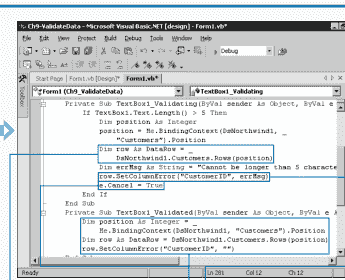 Ch9-ValidateData - Microsoft Visual Basic.NET [design] - Form1.vb*
File Edit View Project Build Debug Tools Window Help
Debug
Start Page Form1.vb [Design]* Form1.vb*
Toolbox
Form1 (Ch9_ValidateData) TextBox1_Validating
Private Sub TextBox1_Validating(ByVal sender As Object, ByVal e
If TextBox1.Text.Length() > 5 Then
Dim position As Integer
position = Me.BindingContext(DsNorthwind1, _
"Customers").Position
Dim row As DataRow = _
DsNorthwind1.Customers.Rows(position)
Dim errMsg As String = "Cannot be longer than 5 characte
row.SetColumnError("CustomerID", errMsg)
e.Cancel = True
End If
End Sub
Private Sub TextBox1_Validated(ByVal sender As Object, ByVal e A
Dim position As Integer = _
Me.BindingContext(DsNorthwind1, "Customers").Position
Dim row As DataRow = DsNorthwind1.Customers.Rows(position)
row.SetColumnError("CustomerID", "")
Ready Ln 281 Col 12 Ch 12